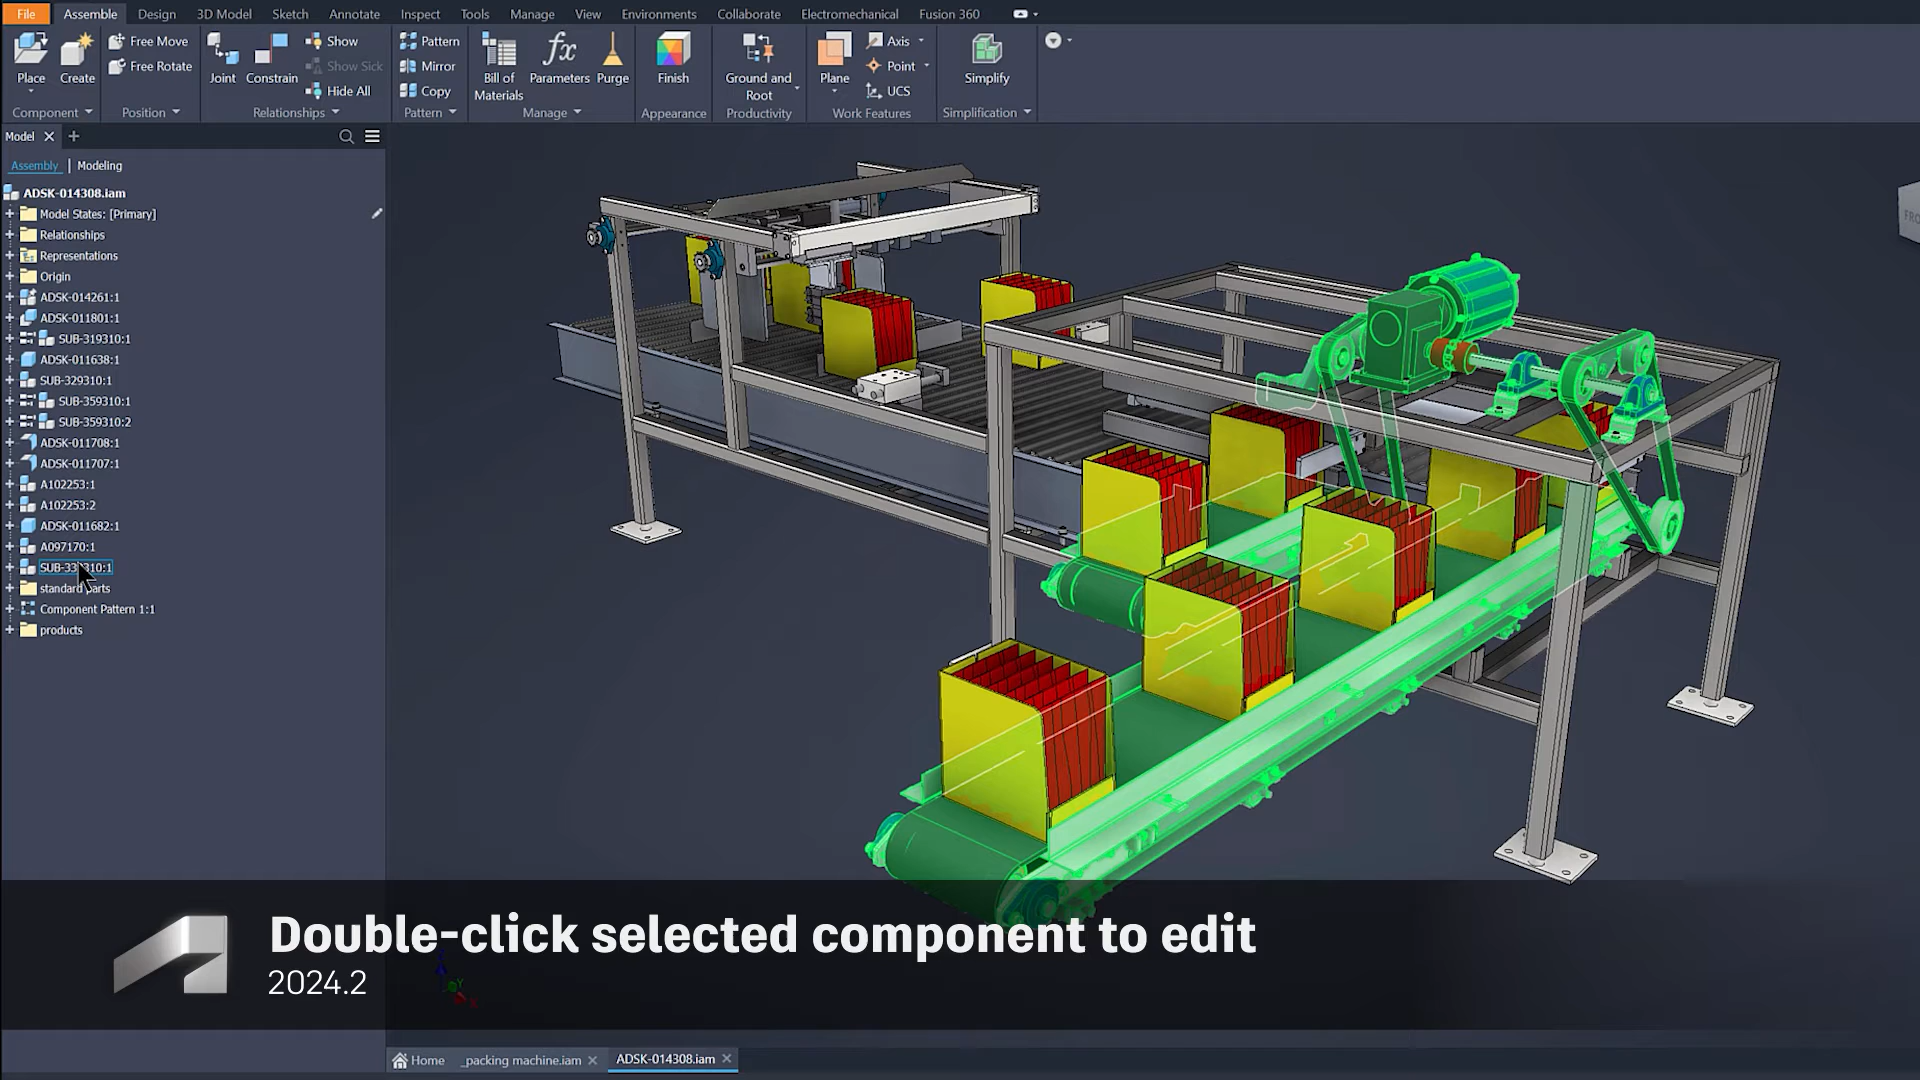 File Assemble Design 3D Model Sketch Annotate Inspect Tools Manage View Environments Collaborate Electromechanical Fusion 360
Place
Create
Component
Free Move
Free Rotate
Position
Joint
Constrain
Show
Show Sick
Hide All
Relationships
Pattern
Mirror
Copy
Pattern
Bill of
Materials
Parameters
Purge
Manage
Finish
Appearance
Ground and
Root
Productivity
Plane
Axis
Point
UCS
Work Features
Simplify
Simplification
Model
Assembly | Modeling
ADSK-014308.iam
Model States: [Primary]
Relationships
Representations
Origin
ADSK-014261:1
ADSK-011801:1
SUB-319310:1
ADSK-011638:1
SUB-329310:1
SUB-359310:1
SUB-359310:2
ADSK-011708:1
ADSK-011707:1
A102253:1
A102253:2
ADSK-011682:1
A097170:1
standard parts
Component Pattern 1:1
products
Double-click selected component to edit
2024.2
Home _packing machine.iam ADSK-014308.iam